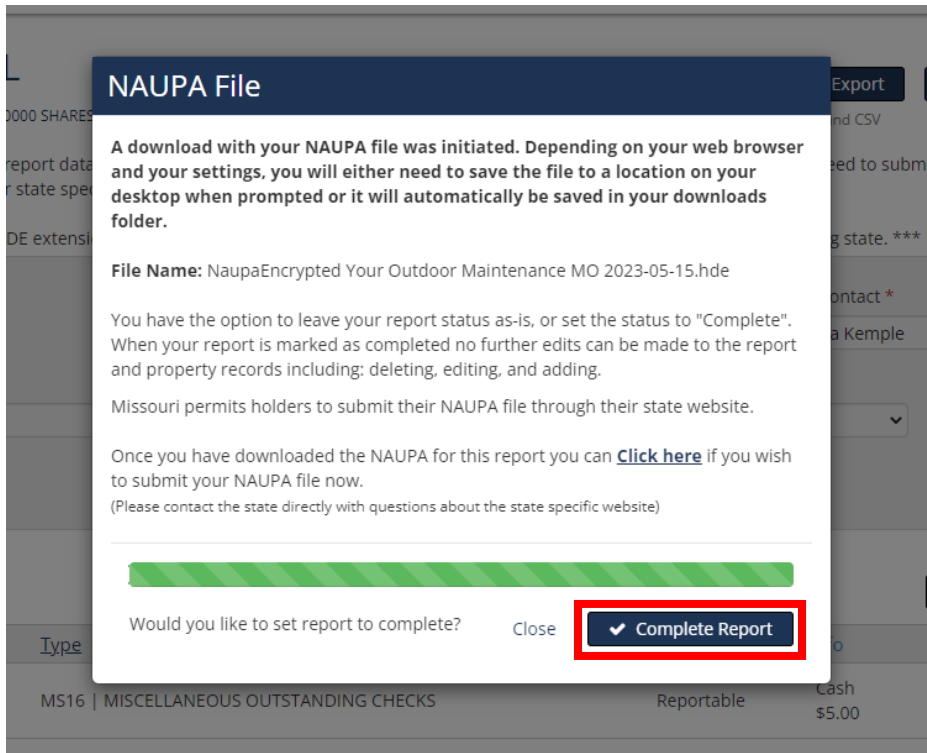 L
NAUPA File
Export
0000 SHARES
nd CSV
A download with your NAUPA file was initiated. Depending on your web browser
and your settings, you will either need to save the file to a location on your
desktop when prompted or it will automatically be saved in your downloads
folder.
report data
eed to subm
r state spe
DE extensi
g state. ***
File Name: NaupaEncrypted Your Outdoor Maintenance MO 2023-05-15.hde
ontact *
You have the option to leave your report status as-is, or set the status to "Complete".
When your report is marked as completed no further edits can be made to the report
and property records including: deleting, editing, and adding.
a Kemple
Missouri permits holders to submit their NAUPA file through their state website.
Once you have downloaded the NAUPA for this report you can Click here if you wish
to submit your NAUPA file now.
(Please contact the state directly with questions about the state specific website)
Would you like to set report to complete?
Close
✔ Complete Report
Type
o
MS16 | MISCELLANEOUS OUTSTANDING CHECKS
Reportable
Cash
$5.00